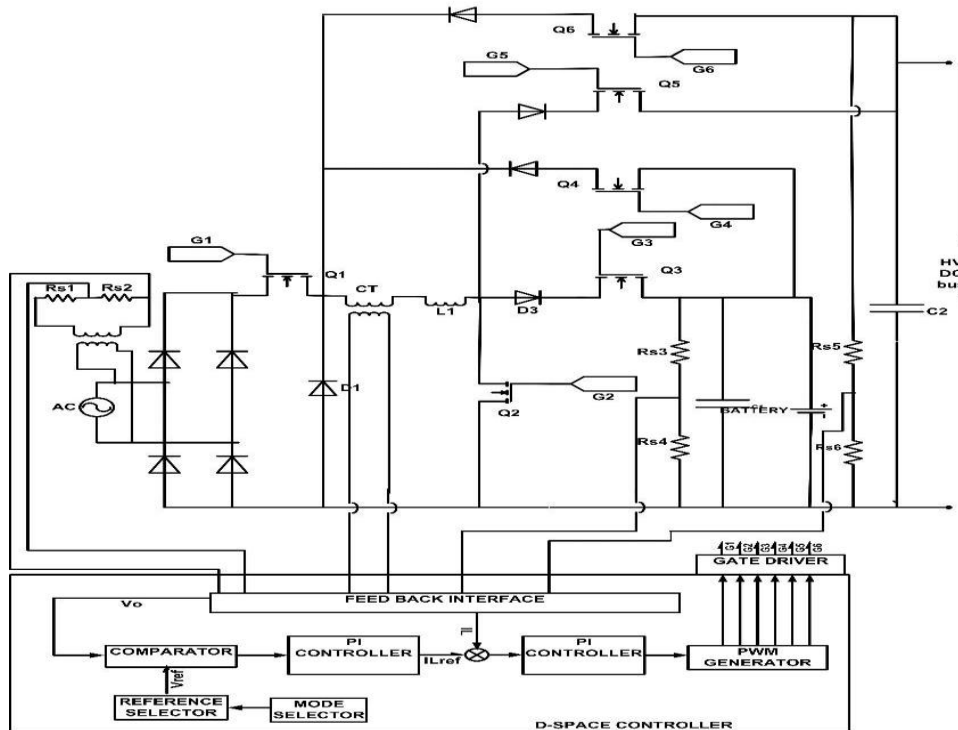 Q6
G6
G5
Q5
Q4
G4
G3
Q3
G1
Q1
CT
L1
D3
HV
DC
bu
C2
Rs1
Rs2
Rs3
Rs5
AC
D1
G2
Q2
BATTERY
Rs4
Rs6
G1
G2
G3
G4
G5
G6
GATE DRIVER
FEED BACK INTERFACE
Vo
IL
COMPARATOR
PI
CONTROLLER
ILref
PI
CONTROLLER
PWM
GENERATOR
Vref
REFERENCE
SELECTOR
MODE
SELECTOR
D-SPACE CONTROLLER